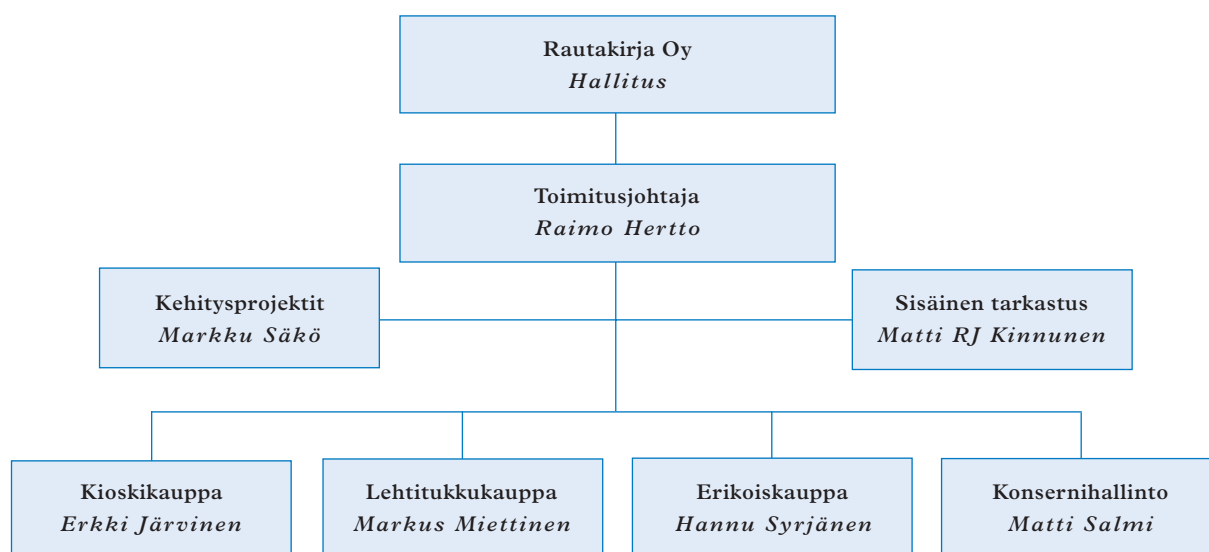 Rautakirja Oy
Hallitus
Toimitusjohtaja
Raimo Hertto
Kehitysprojektit
Markku Säkö
Sisäinen tarkastus
Matti RJ Kinnunen
Kioskikauppa
Erkki Järvinen
Lehtitukkukauppa
Markus Miettinen
Erikoiskauppa
Hannu Syrjänen
Konsernihallinto
Matti Salmi